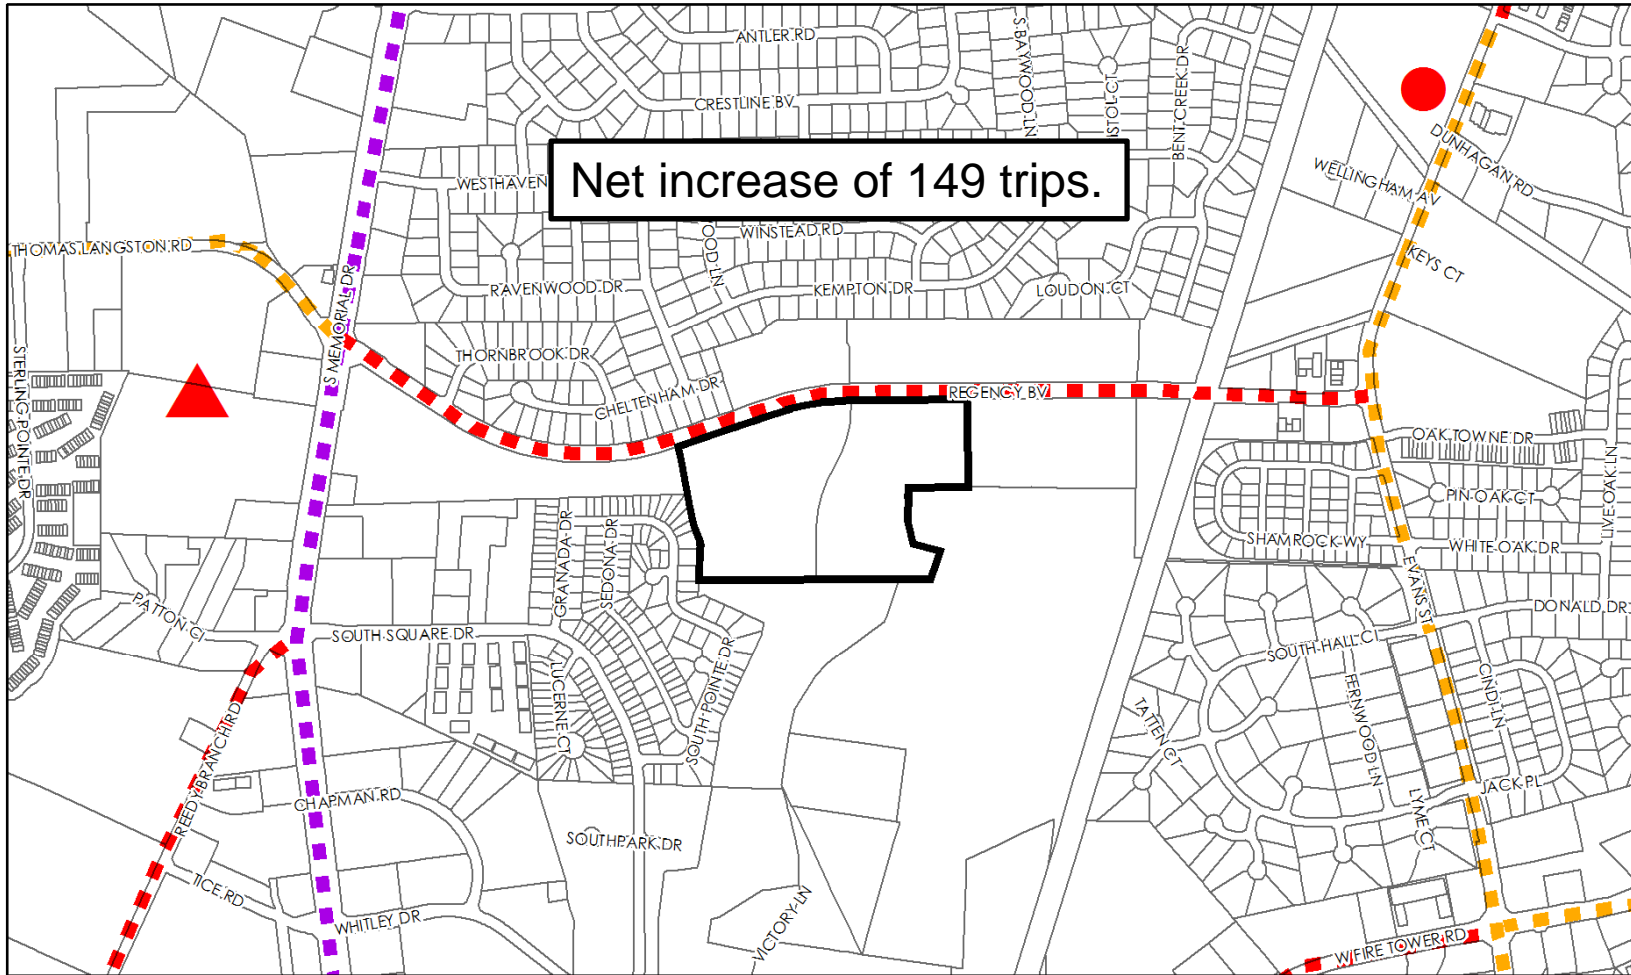 ANTLER RD
S BAYWOOD LN
CRESTLINE BV
ISTOL CT
BENT CREEK DR
DUNHAGAN RD
Net increase of 149 trips.
WESTHAVEN
WELLINGHAM AV
OOD LN
WINSTEAD RD
THOMAS LANGSTON RD
KEYS CT
RAVENWOOD DR
KEMPTON DR
LOUDON CT
S MEMORIAL DR
STERLING POINTE DR
THORNBROOK DR
CHELTENHAM DR
REGENCY BV
OAK TOWNE DR
LIVE OAK LN
PIN OAK CT
GRANADA DR
SEDONA DR
SHAMROCK WY
WHITE OAK DR
EVANS ST
PATTON CI
DONALD DR
SOUTH SQUARE DR
SOUTH HALL CI
LUCERNE CT
SOUTH POINTE DR
TATTEN CT
FERNWOOD LN
CINDI LN
REEDY BRANCH RD
CHAPMAN RD
LYME CT
JACK PL
SOUTHPARK DR
TICE RD
WHITLEY DR
VICTORY LN
W FIRE TOWER RD